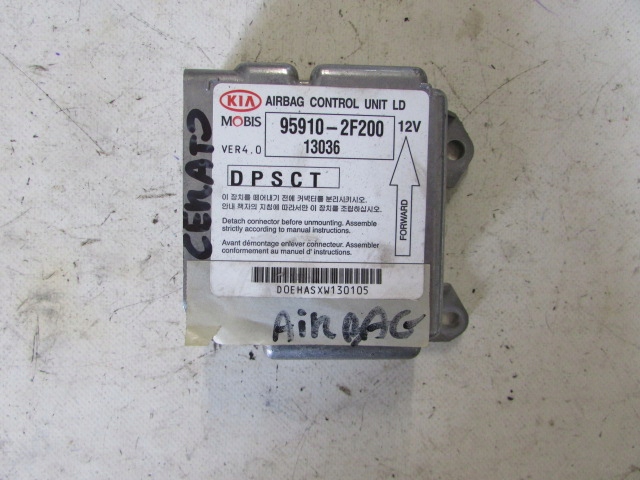 KIA AIRBAG CONTROL UNIT LD
MOBIS 95910-2F200 12V
VER4.0 13036
DPSCT
이 장치를 떼어내기 전에 커넥터를 분리시키시오.
안내 책자의 지침에 따라서만 이 장치를 조립하십시오.
FORWARD
Detach connector before unmounting. Assemble
strictly according to manual instructions.
Avant démontage enlever connecteur. Assembler
conformement au manuel d' instructions.
D0EHASXW130105
CERATO
AiRBAG